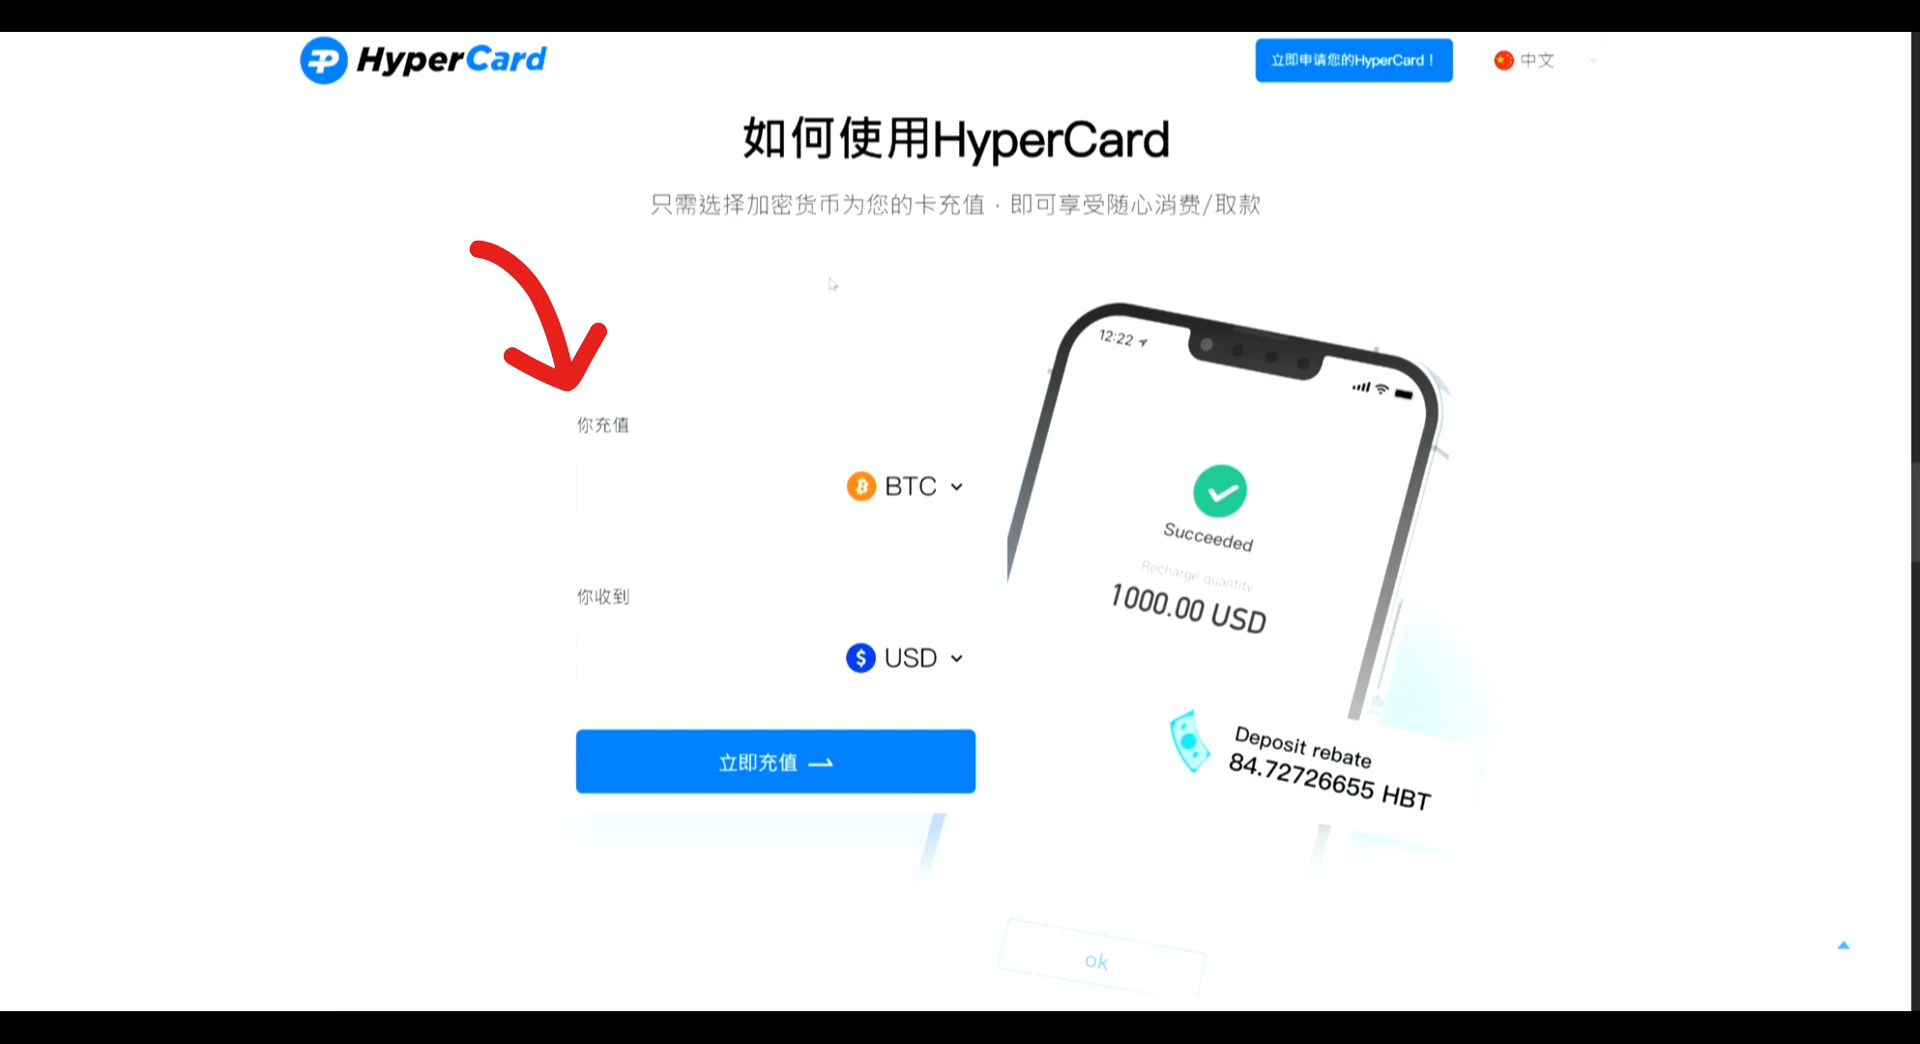 HyperCard
立即申请您的HyperCard！
中文
如何使用HyperCard
只需选择加密货币为您的卡充值，即可享受随心消费/取款
12:22
你充值
BTC
Succeeded
Recharge quantity
1000.00 USD
你收到
USD
Deposit rebate
84.72726655 HBT
立即充值
ok